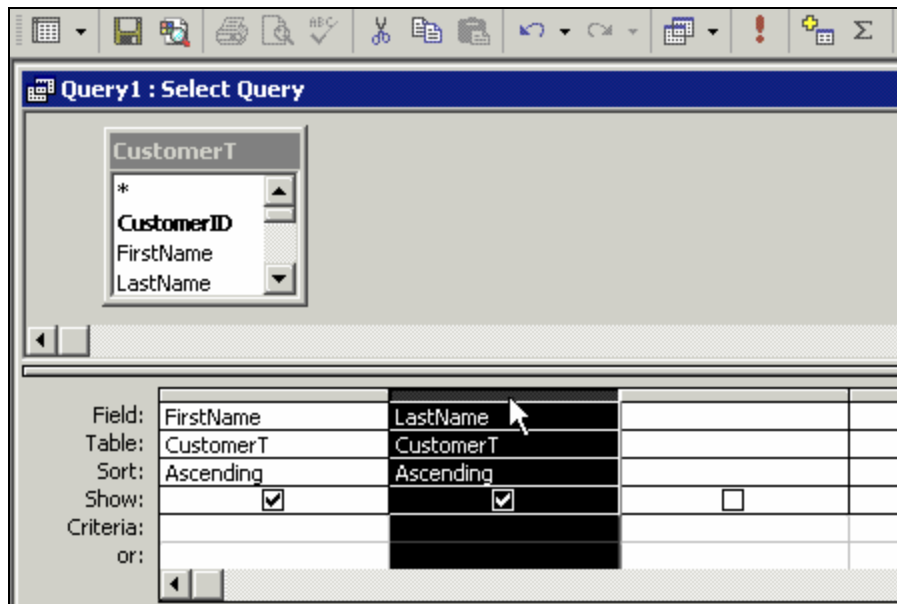 ABC
Σ
Query1 : Select Query
CustomerT
*
CustomerID
FirstName
LastName
Field: FirstName LastName
Table: CustomerT CustomerT
Sort: Ascending Ascending
Show:
Criteria:
or: